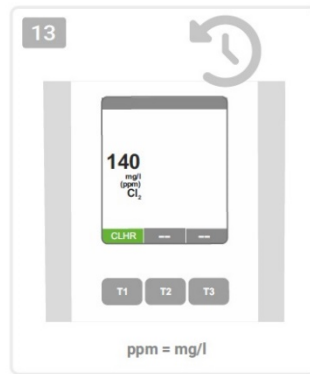 13
140
mg/l
(ppm)
Cl₂
CLHR — —
T1 T2 T3
ppm = mg/l